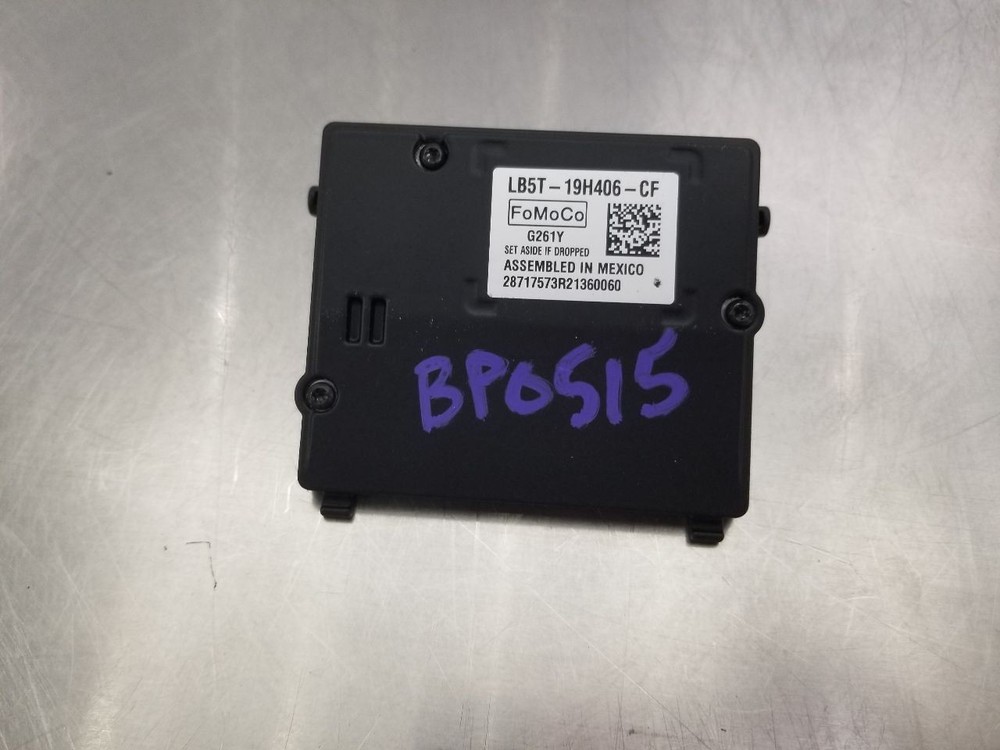 LB5T-19H406-CF
FoMoCo
G261Y
SET ASIDE IF DROPPED
ASSEMBLED IN MEXICO
28717573R21360060
BP0515